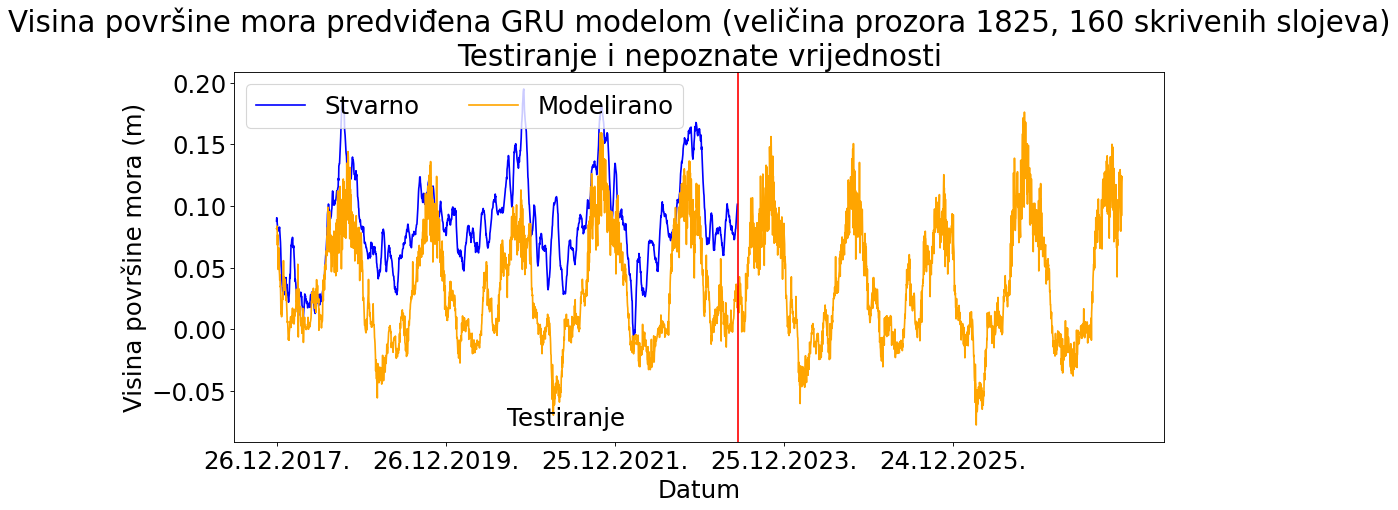 Visina površine mora predviđena GRU modelom (veličina prozora 1825, 160 skrivenih slojeva)
Testiranje i nepoznate vrijednosti
Stvarno Modelirano
Visina površine mora (m)
0.20
0.15
0.10
0.05
0.00
−0.05
Testiranje
26.12.2017. 26.12.2019. 25.12.2021. 25.12.2023. 24.12.2025.
Datum